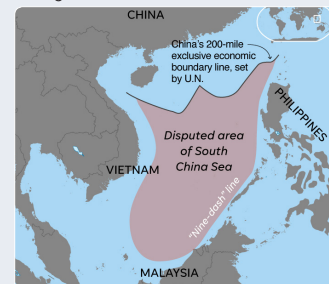 CHINA
China's 200-mile
exclusive economic
boundary line, set
by U.N.
PHILIPPINES
Disputed area
of South
China Sea
VIETNAM
"Nine-dash" line
MALAYSIA